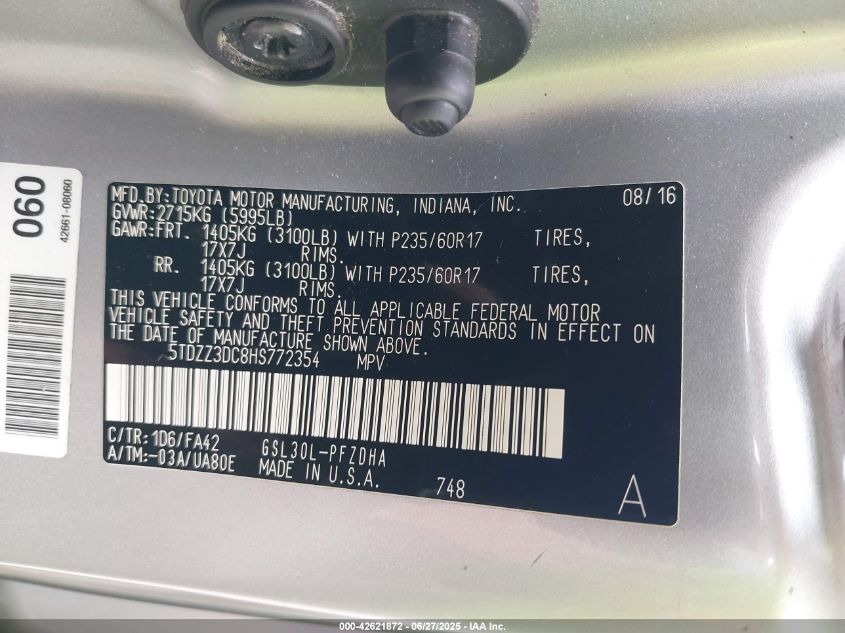 060
42661-08060
MFD.BY:TOYOTA MOTOR MANUFACTURING, INDIANA, INC. 08/16
GVWR:2715KG (5995LB)
GAWR:FRT. 1405KG (3100LB) WITH P235/60R17 TIRES,
17X7J RIMS.
RR. 1405KG (3100LB) WITH P235/60R17 TIRES,
17X7J RIMS.
THIS VEHICLE CONFORMS TO ALL APPLICABLE FEDERAL MOTOR
VEHICLE SAFETY AND THEFT PREVENTION STANDARDS IN EFFECT ON
THE DATE OF MANUFACTURE SHOWN ABOVE.
5TDZZ3DC8HS772354 MPV
C/TR:1D6/FA42 GSL30L-PFZDHA
A/TM:-03A/UA80E MADE IN U.S.A. 748 A
000-42621872 - 06/27/2025 - IAA Inc.